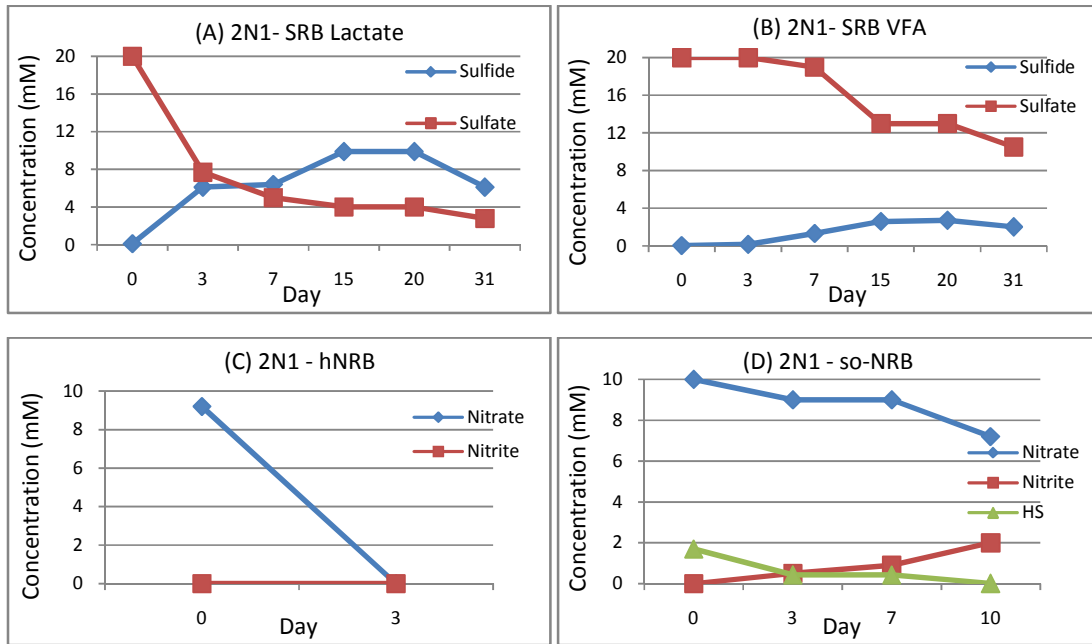 (A) 2N1- SRB Lactate
Concentration (mM)
20
16
12
8
4
0
Sulfide
Sulfate
0 3 7 15 20 31
Day
(B) 2N1- SRB VFA
Concentration (mM)
20
16
12
8
4
0
Sulfide
Sulfate
0 3 7 15 20 31
Day
(C) 2N1 - hNRB
Concentration (mM)
10
8
6
4
2
0
Nitrate
Nitrite
0 3
Day
(D) 2N1 - so-NRB
Concentration (mM)
10
8
6
4
2
0
Nitrate
Nitrite
HS
0 3 7 10
Day